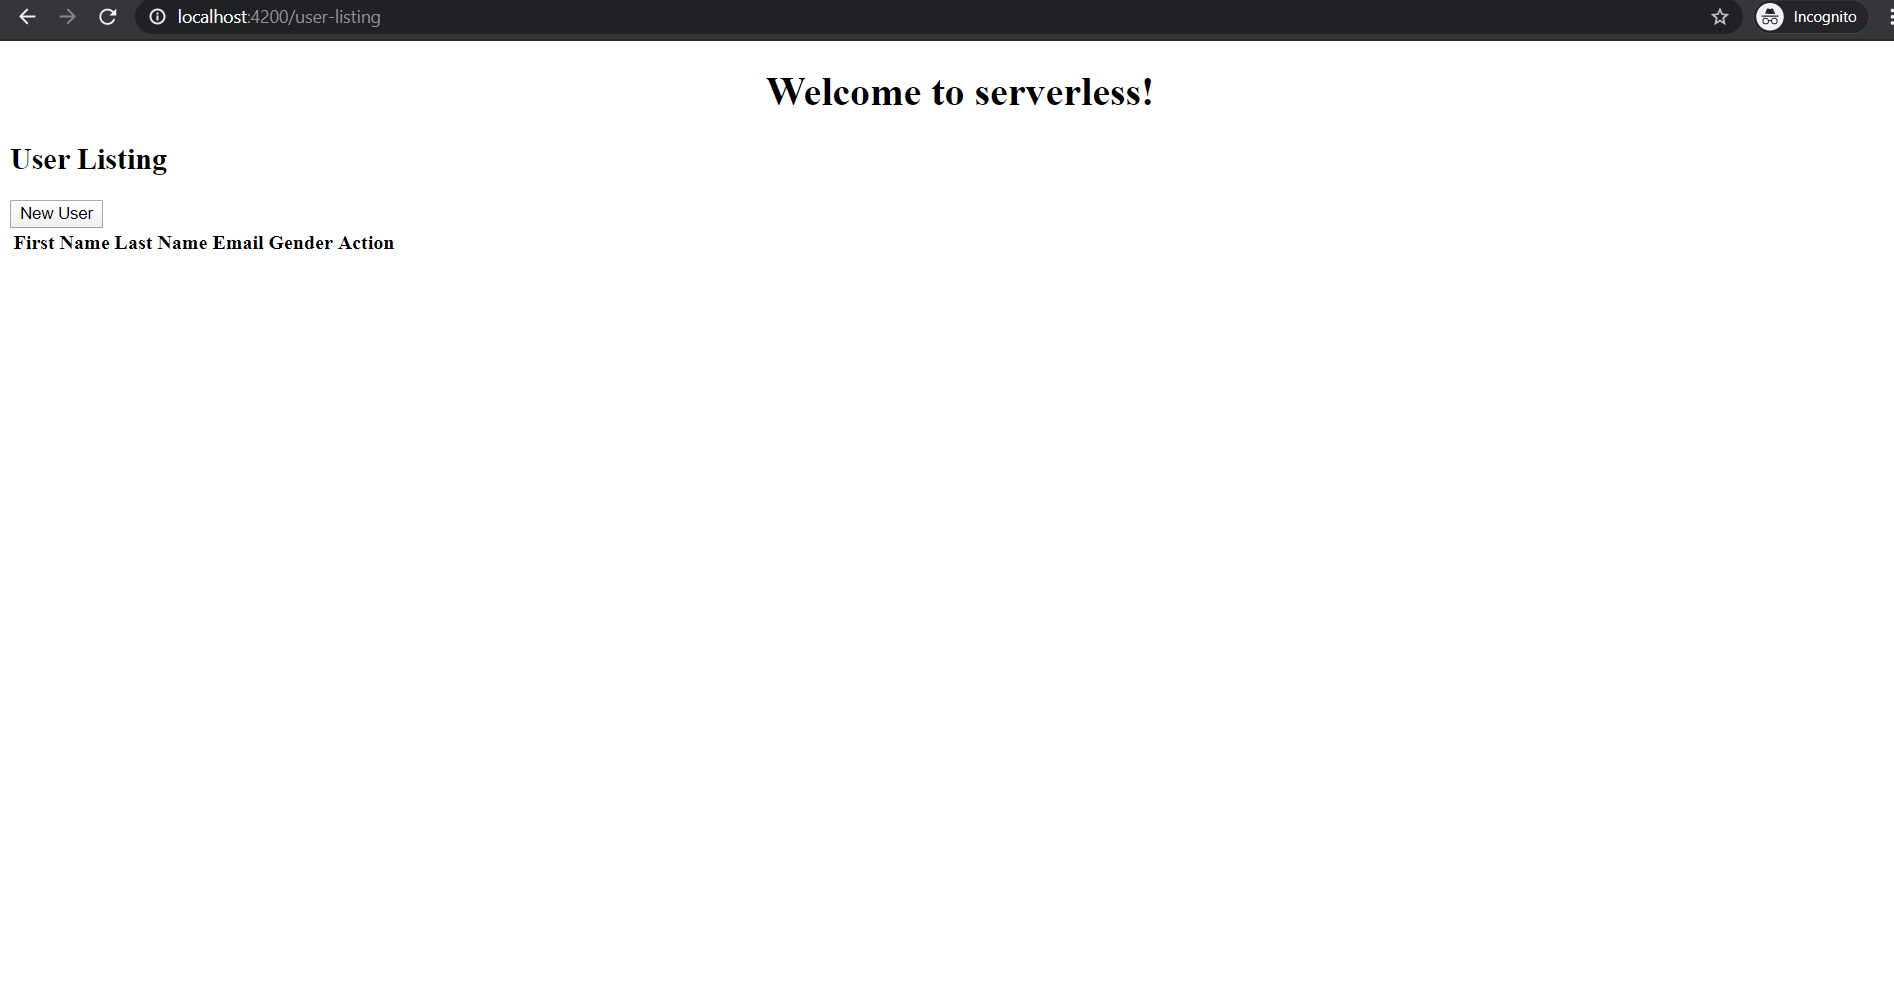 localhost:4200/user-listing
Incognito
Welcome to serverless!
User Listing
New User
First Name Last Name Email Gender Action